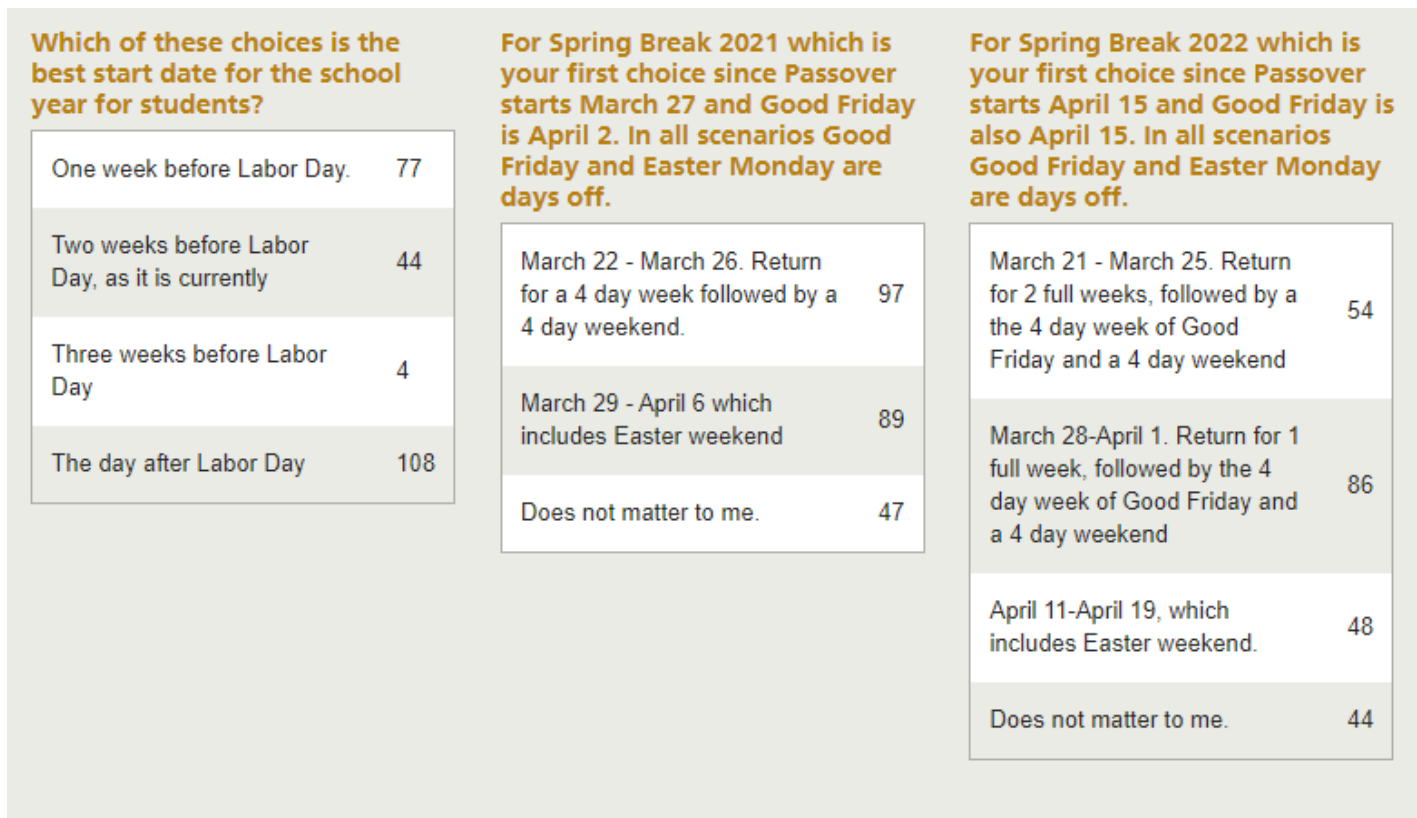 Which of these choices is the
best start date for the school
year for students?
One week before Labor Day. 77
Two weeks before Labor
Day, as it is currently 44
Three weeks before Labor
Day 4
The day after Labor Day 108
For Spring Break 2021 which is
your first choice since Passover
starts March 27 and Good Friday
is April 2. In all scenarios Good
Friday and Easter Monday are
days off.
March 22 - March 26. Return
for a 4 day week followed by a 97
4 day weekend.
March 29 - April 6 which
includes Easter weekend 89
Does not matter to me. 47
For Spring Break 2022 which is
your first choice since Passover
starts April 15 and Good Friday is
also April 15. In all scenarios
Good Friday and Easter Monday
are days off.
March 21 - March 25. Return
for 2 full weeks, followed by a
the 4 day week of Good 54
Friday and a 4 day weekend
March 28-April 1. Return for 1
full week, followed by the 4
day week of Good Friday and 86
a 4 day weekend
April 11-April 19, which
includes Easter weekend. 48
Does not matter to me. 44